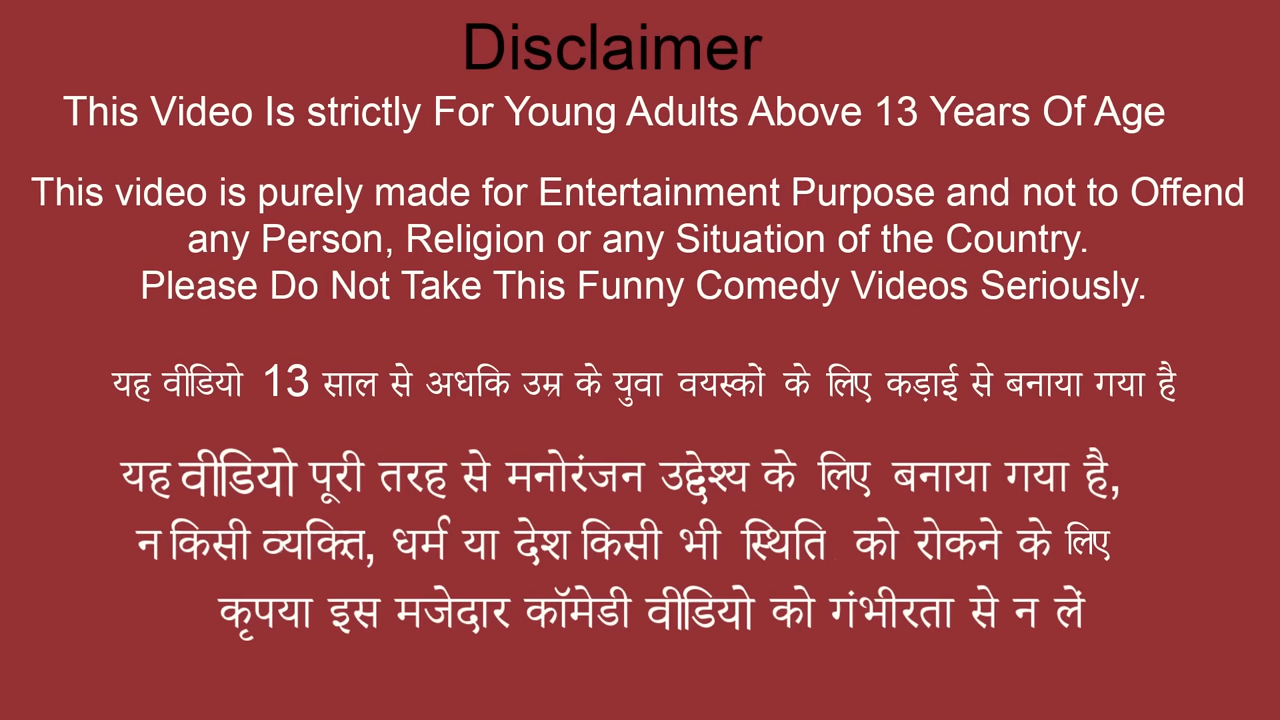 Disclaimer
This Video Is strictly For Young Adults Above 13 Years Of Age
This video is purely made for Entertainment Purpose and not to Offend
any Person, Religion or any Situation of the Country.
Please Do Not Take This Funny Comedy Videos Seriously.
यह वीडियो 13 साल से अधकि उम्र के युवा वयस्कों के लिए कड़ाई से बनाया गया है
यह वीडियो पूरी तरह से मनोरंजन उद्देश्य के लिए बनाया गया है,
न किसी व्यक्ति, धर्म या देश किसी भी स्थिति को रोकने के लिए
कृपया इस मजेदार कॉमेडी वीडियो को गंभीरता से न लें